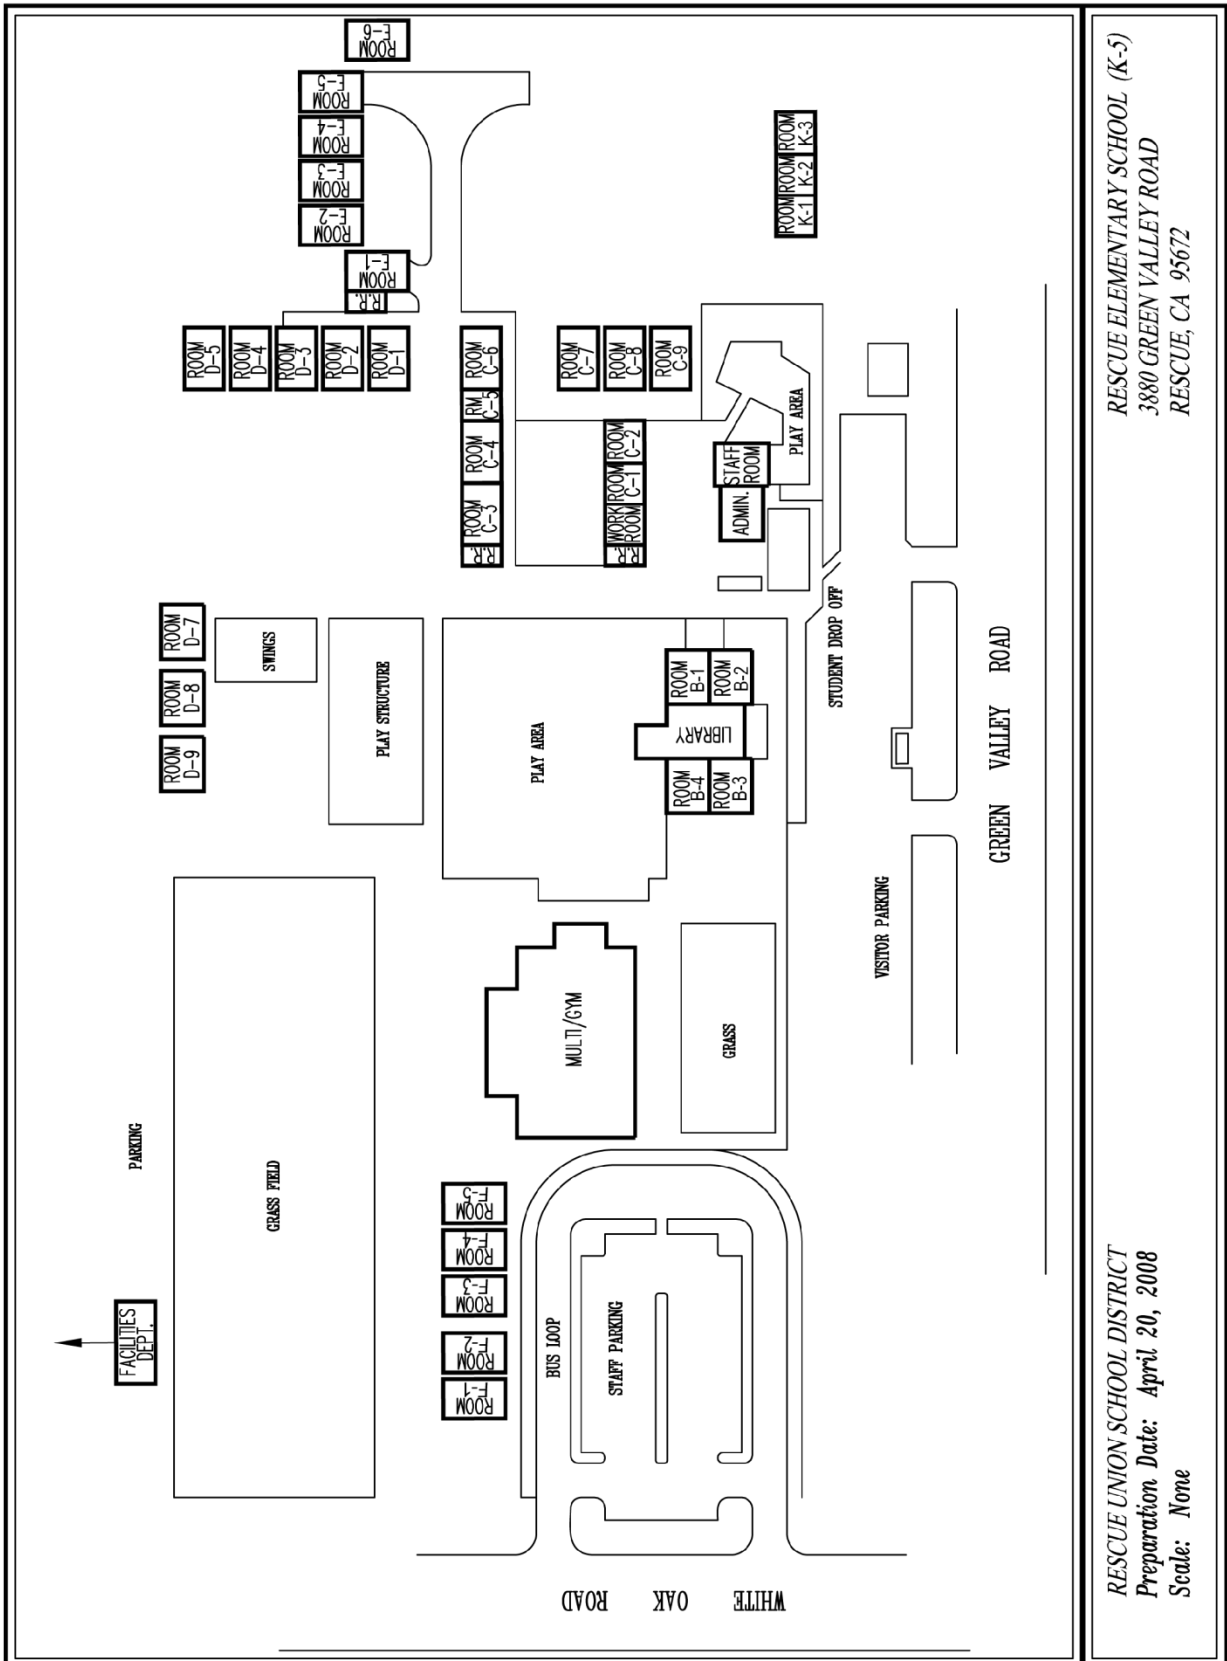 ROOM
E-6
ROOM
E-5
ROOM
E-4
ROOM
E-3
ROOM
E-2
ROOM
E-1
R.R.
ROOM
D-5
ROOM
D-4
ROOM
D-3
ROOM
D-2
ROOM
D-1
ROOM
K-1
ROOM
K-2
ROOM
K-3
ROOM
C-6
RM
C-5
ROOM
C-4
ROOM
C-3
R.R.
ROOM
C-7
ROOM
C-8
ROOM
C-9
ROOM
C-2
ROOM
C-1
WORK
ROOM
R.R.
STAFF
ROOM
ADMIN.
PLAY AREA
ROOM
D-7
ROOM
D-8
ROOM
D-9
SWINGS
PLAY STRUCTURE
PLAY AREA
ROOM
B-1
ROOM
B-2
LIBRARY
ROOM
B-4
ROOM
B-3
STUDENT DROP OFF
GREEN VALLEY ROAD
VISITOR PARKING
MULTI/GYM
GRASS
PARKING
GRASS FIELD
FACILITIES
DEPT.
ROOM
F-5
ROOM
F-4
ROOM
F-3
ROOM
F-2
ROOM
F-1
BUS LOOP
STAFF PARKING
WHITE OAK ROAD
RESCUE UNION SCHOOL DISTRICT
Preparation Date: April 20, 2008
Scale: None
RESCUE ELEMENTARY SCHOOL (K-5)
3880 GREEN VALLEY ROAD
RESCUE, CA 95672